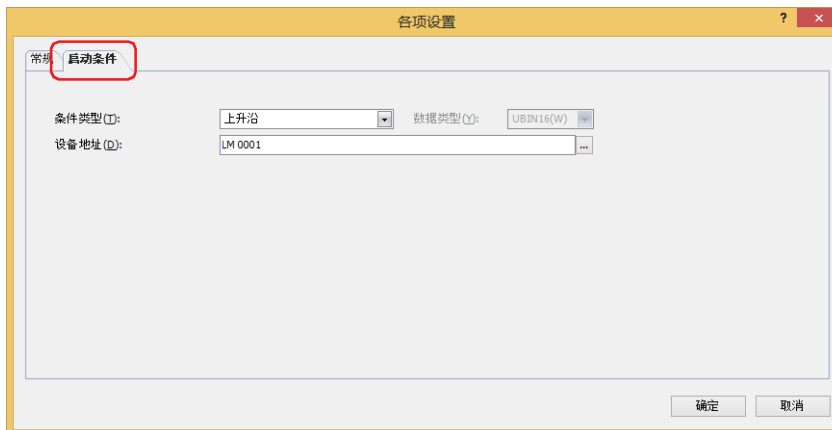 各项设置
?
×
常规 启动条件
条件类型(T): 上升沿 数据类型(Y): UBIN16(W)
设备地址(D): LM 0001 ...
确定 取消